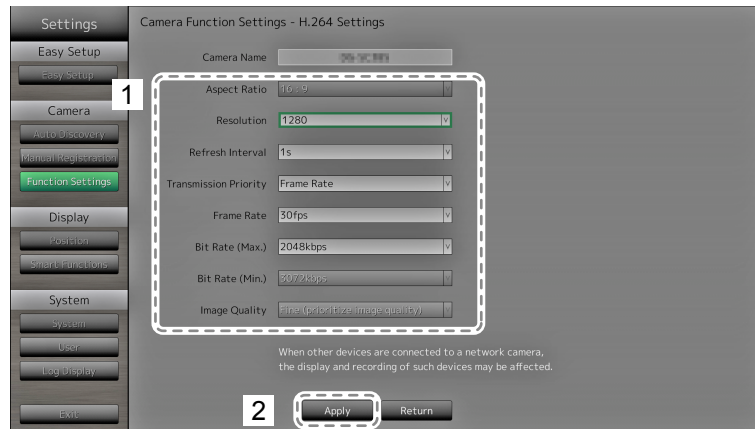 Settings
Camera Function Settings - H.264 Settings
Easy Setup
Easy Setup
Camera
Auto Discovery
Manual Registration
Function Settings
Display
Position
Smart Functions
System
System
User
Log Display
Exit
Camera Name
1
Aspect Ratio 16 : 9
Resolution 1280
Refresh Interval 1s
Transmission Priority Frame Rate
Frame Rate 30fps
Bit Rate (Max.) 2048kbps
Bit Rate (Min.) 3072kbps
Image Quality Fine (prioritize image quality)
When other devices are connected to a network camera,
the display and recording of such devices may be affected.
2
Apply Return